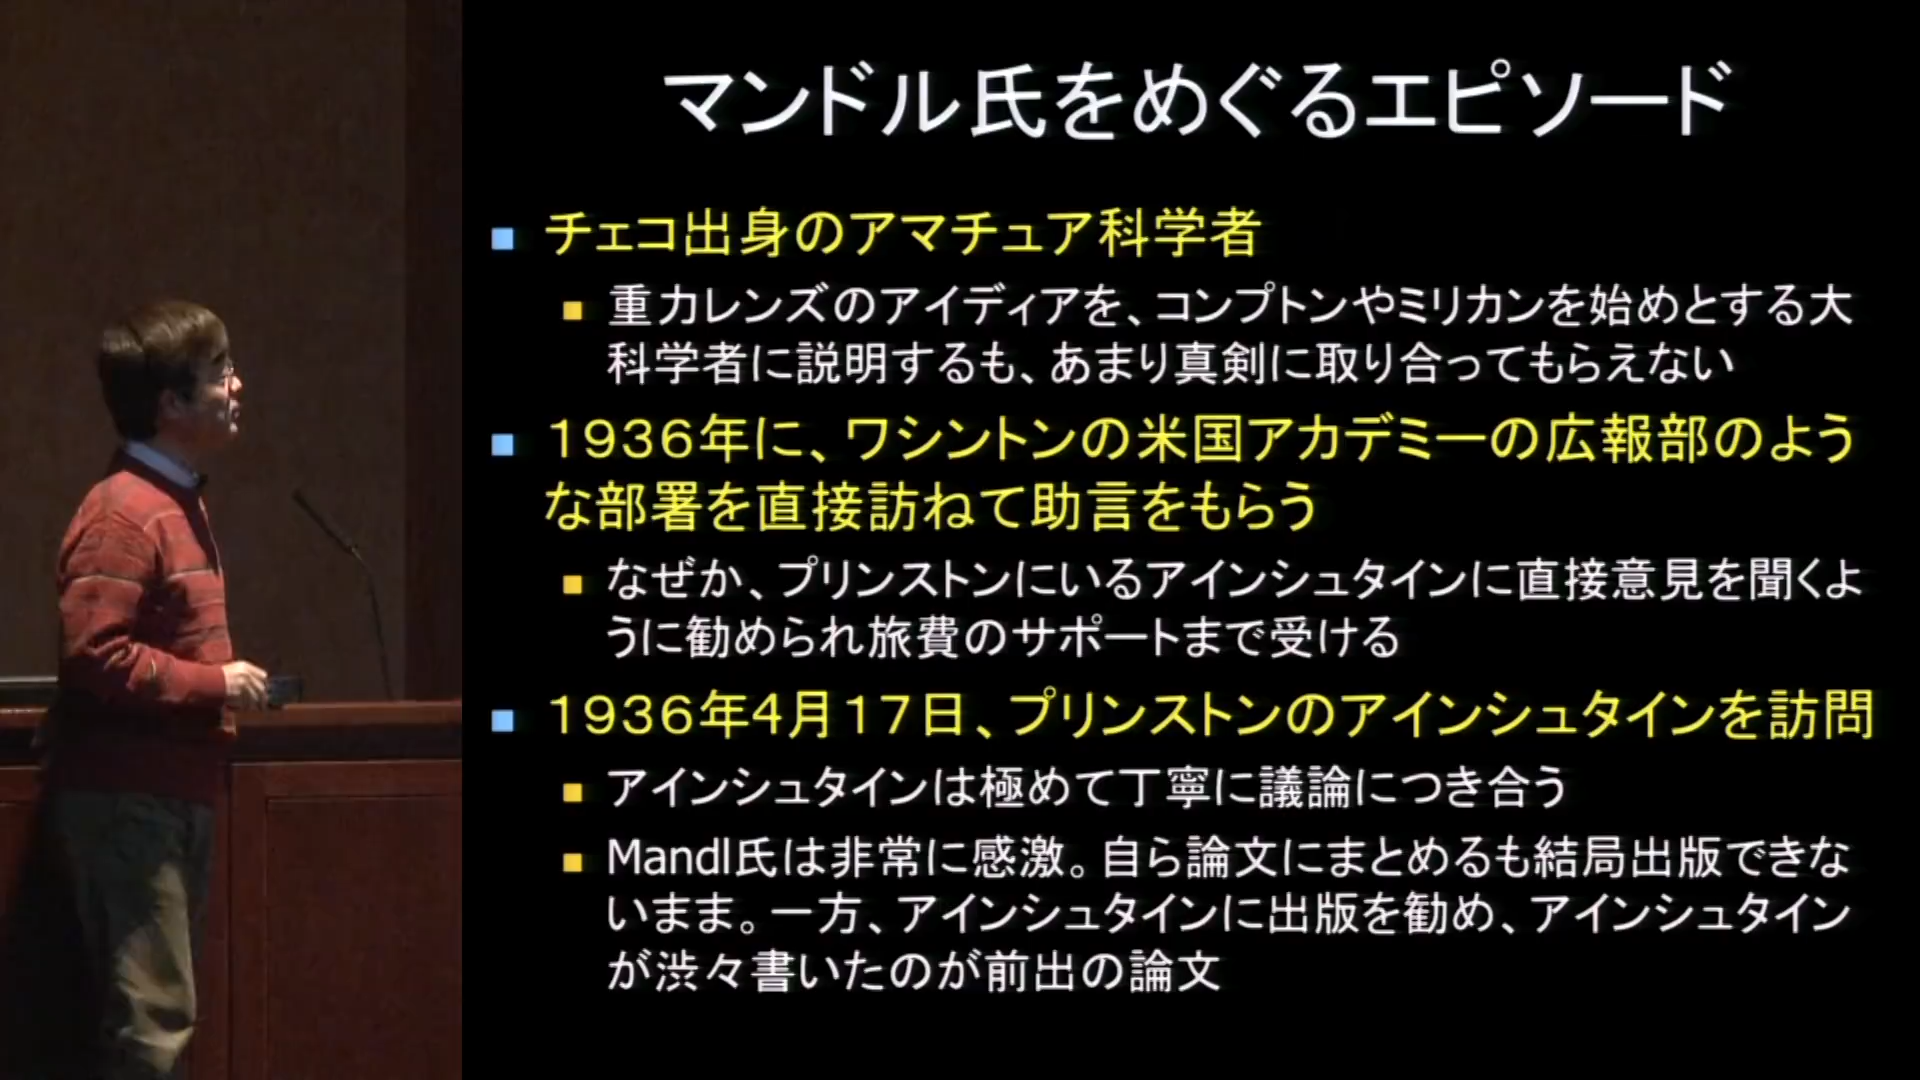 マンドル氏をめぐるエピソード
チェコ出身のアマチュア科学者
重力レンズのアイディアを、コンプトンやミリカンを始めとする大
科学者に説明するも、あまり真剣に取り合ってもらえない
１９３６年に、ワシントンの米国アカデミーの広報部のよう
な部署を直接訪ねて助言をもらう
なぜか、プリンストンにいるアインシュタインに直接意見を聞くよ
うに勧められ旅費のサポートまで受ける
１９３６年４月１７日、プリンストンのアインシュタインを訪問
アインシュタインは極めて丁寧に議論につき合う
Mandl氏は非常に感激。自ら論文にまとめるも結局出版できな
いまま。一方、アインシュタインに出版を勧め、アインシュタイン
が渋々書いたのが前出の論文